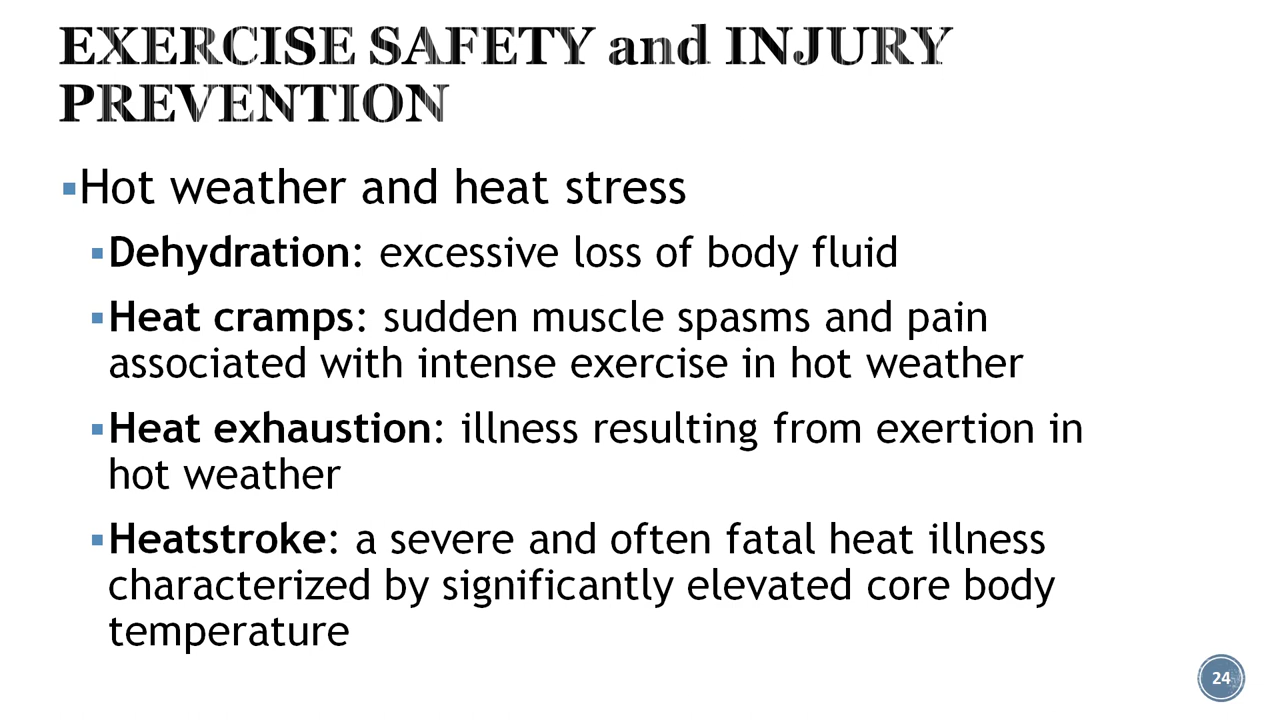 EXERCISE SAFETY and INJURY
PREVENTION
▪Hot weather and heat stress
▪Dehydration: excessive loss of body fluid
▪Heat cramps: sudden muscle spasms and pain
associated with intense exercise in hot weather
▪Heat exhaustion: illness resulting from exertion in
hot weather
▪Heatstroke: a severe and often fatal heat illness
characterized by significantly elevated core body
temperature
24